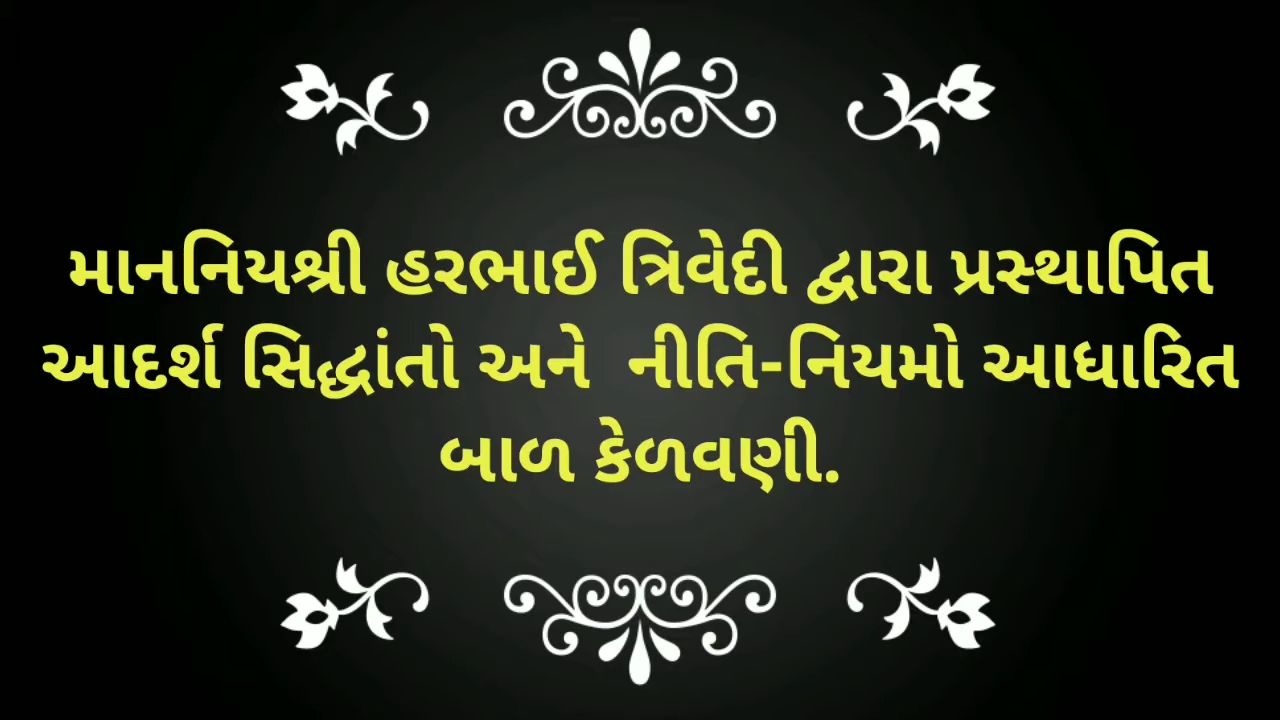 માનનિયશ્રી હરભાઈ ત્રિવેદી દ્વારા પ્રસ્થાપિત
આદર્શ સિદ્ધાંતો અને નીતિ-નિયમો આધારિત
બાળ કેળવણી.